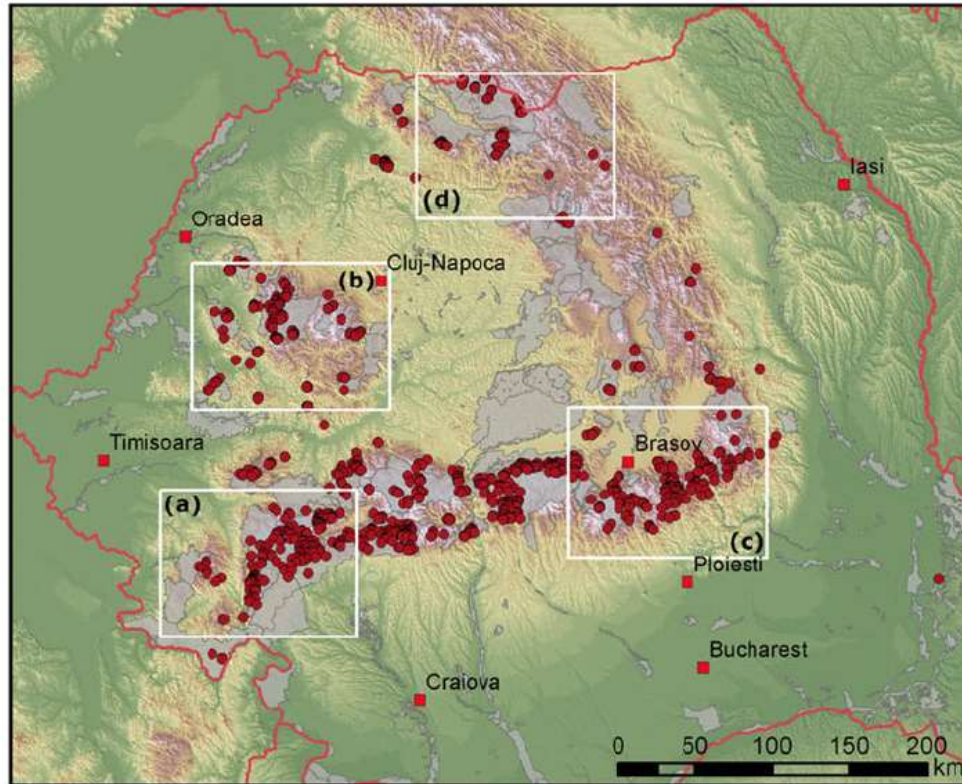 Iasi
(d)
Oradea
Cluj-Napoca
(b)
Timisoara
Brasov
(a)
(c)
Ploiesti
Bucharest
Craiova
0 50 100 150 200
km